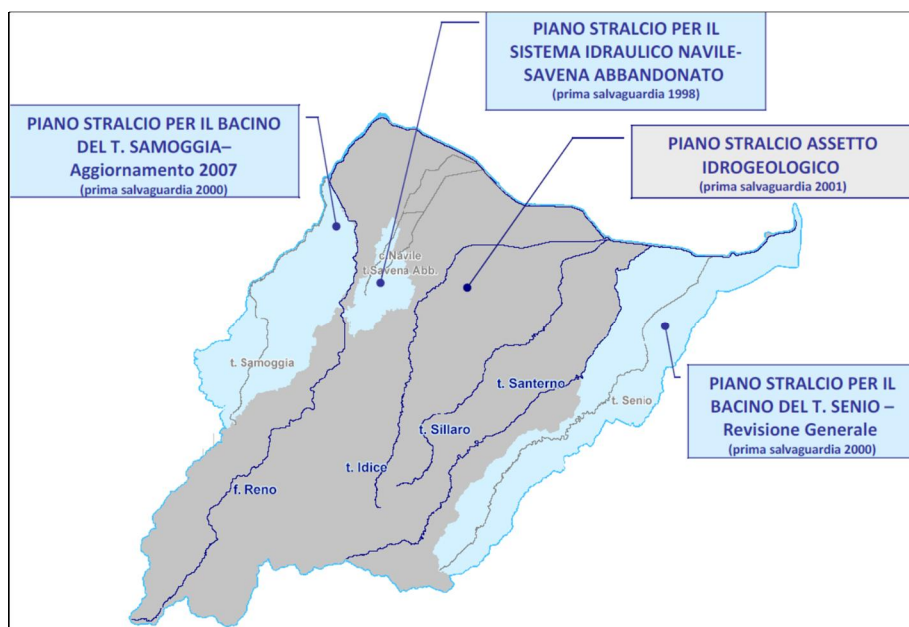 PIANO STRALCIO PER IL
SISTEMA IDRAULICO NAVILE-
SAVENA ABBANDONATO
(prima salvaguardia 1998)
PIANO STRALCIO PER IL BACINO
DEL T. SAMOGGIA–
Aggiornamento 2007
(prima salvaguardia 2000)
PIANO STRALCIO ASSETTO
IDROGEOLOGICO
(prima salvaguardia 2001)
c.Navile
t.Savena Abb.
t. Samoggia
t. Santerno
t. Senio
t. Sillaro
t. Idice
f. Reno
PIANO STRALCIO PER IL
BACINO DEL T. SENIO –
Revisione Generale
(prima salvaguardia 2000)